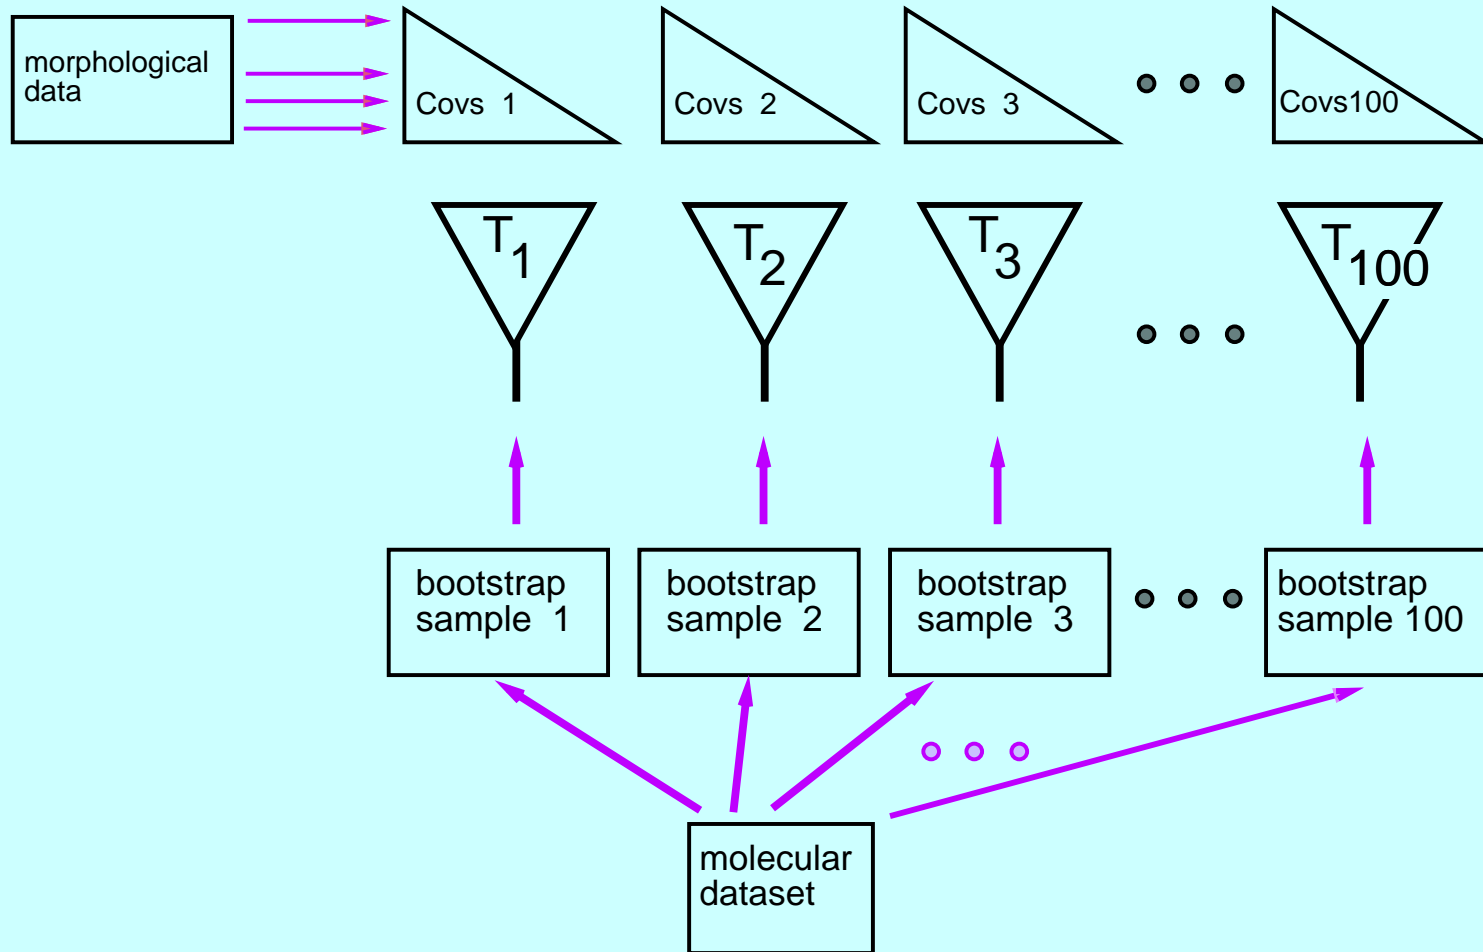 morphological
data
Covs 1
Covs 2
Covs 3
Covs100
T1
T2
T3
T100
bootstrap
sample 1
bootstrap
sample 2
bootstrap
sample 3
bootstrap
sample 100
molecular
dataset